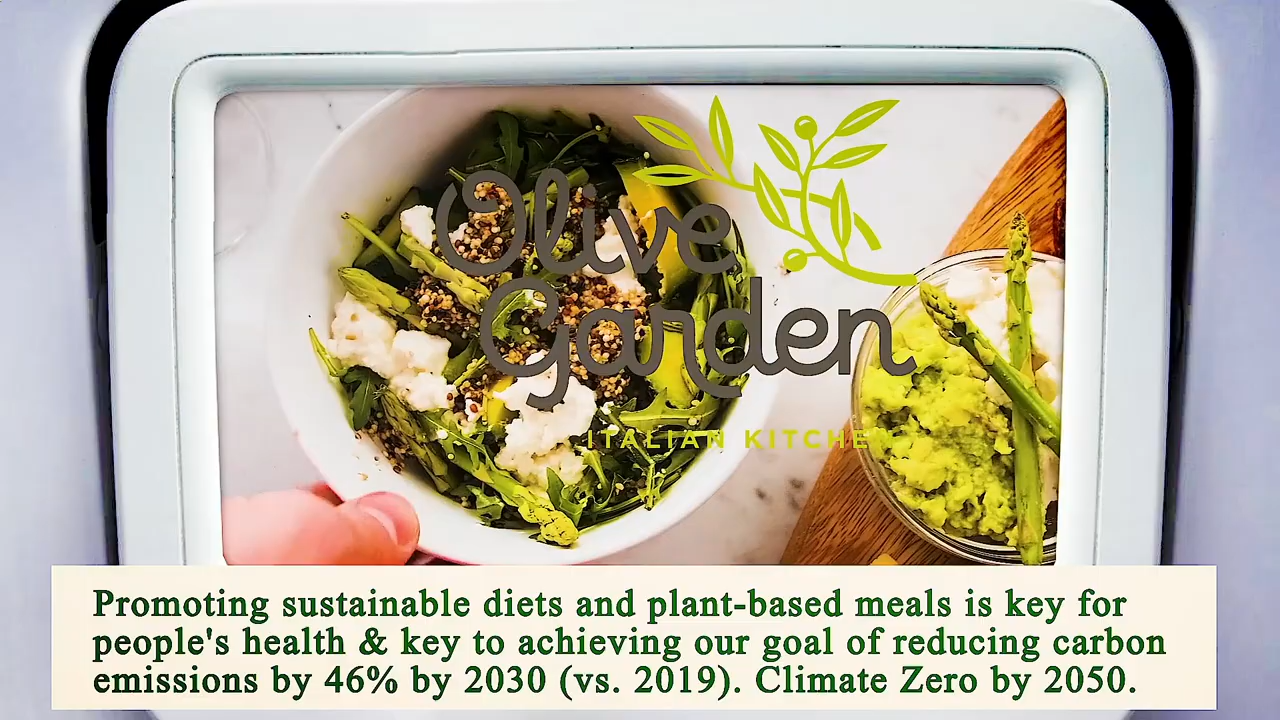 Olive
Garden
ITALIAN KITCHEN
Promoting sustainable diets and plant-based meals is key for
people's health & key to achieving our goal of reducing carbon
emissions by 46% by 2030 (vs. 2019). Climate Zero by 2050.